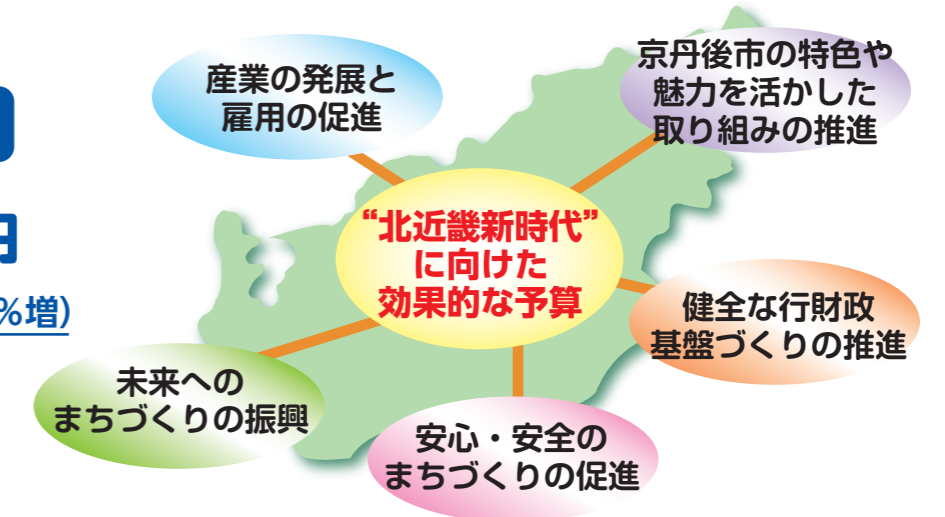 産業の発展と
雇用の促進
京丹後市の特色や
魅力を活かした
取り組みの推進
“北近畿新時代”
に向けた
効果的な予算
円
%増)
健全な行財政
基盤づくりの推進
未来への
まちづくりの振興
安心・安全の
まちづくりの促進